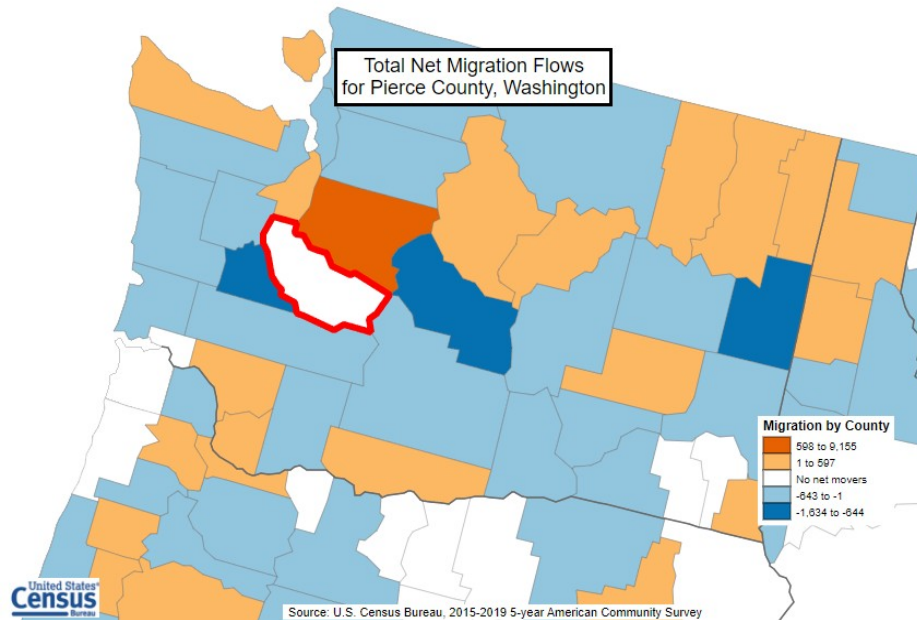 Total Net Migration Flows
for Pierce County, Washington
Migration by County
598 to 9,155
1 to 597
No net movers
-643 to -1
-1,634 to -644
United States®
Census
Bureau
Source: U.S. Census Bureau, 2015-2019 5-year American Community Survey